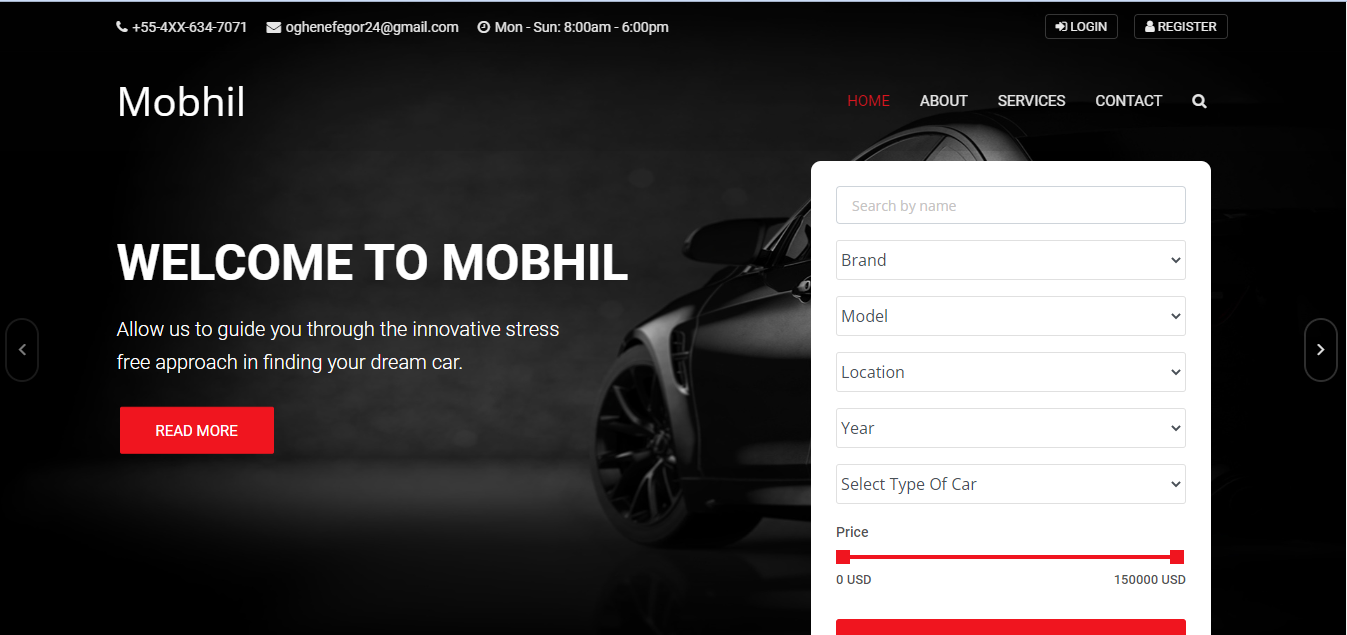 +55-4XX-634-7071 oghenefegor24@gmail.com Mon - Sun: 8:00am - 6:00pm LOGIN REGISTER
Mobhil HOME ABOUT SERVICES CONTACT
WELCOME TO MOBHIL
Allow us to guide you through the innovative stress
free approach in finding your dream car.
READ MORE
Search by name
Brand
Model
Location
Year
Select Type Of Car
Price
0 USD 150000 USD